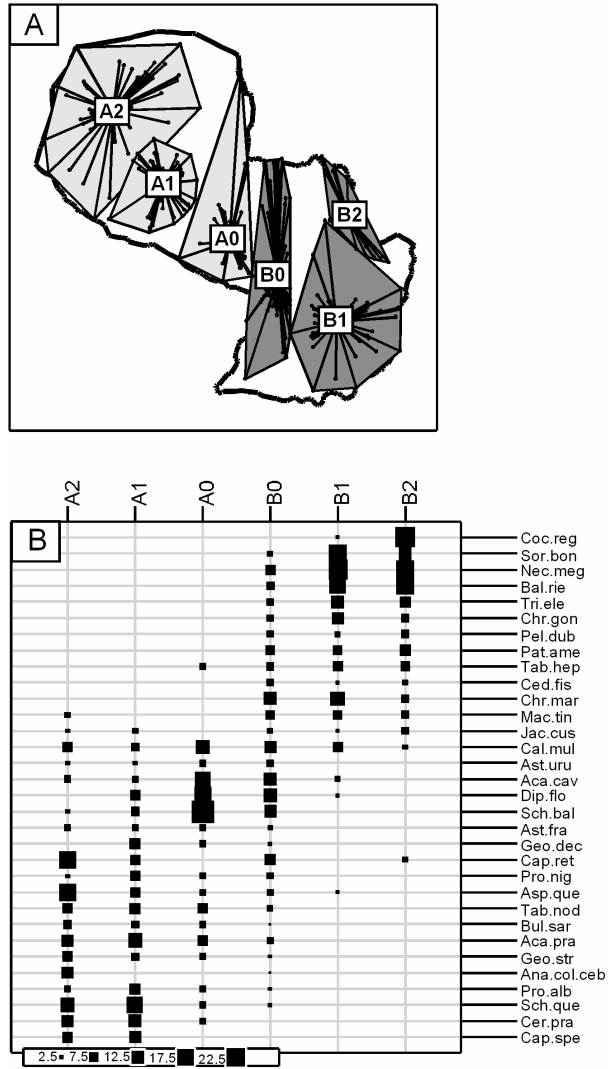 A
A2
A1
A0
B0
B2
B1
A2 A1 A0 B0 B1 B2
B
Coc.reg
Sor.bon
Nec.meg
Bal.rie
Tri.ele
Chr.gon
Pel.dub
Pat.ame
Tab.hep
Ced.fis
Chr.mar
Mac.tin
Jac.cus
Cal.mul
Ast.uru
Aca.cav
Dip.flo
Sch.bal
Ast.fra
Geo.dec
Cap.ret
Pro.nig
Asp.que
Tab.nod
Bul.sar
Aca.pra
Geo.str
Ana.col.ceb
Pro.alb
Sch.que
Cer.pra
Cap.spe
2.5 7.5 12.5 17.5 22.5